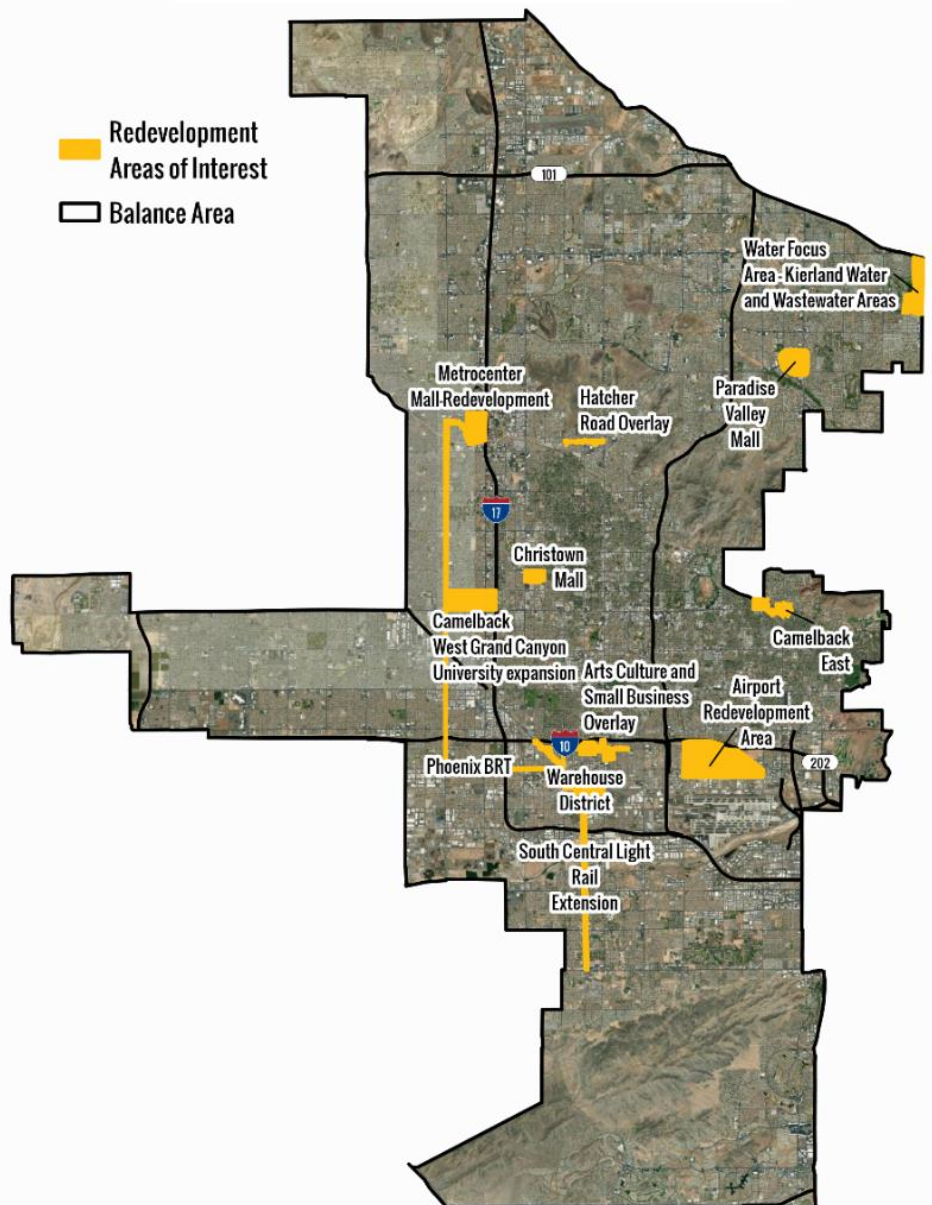 Redevelopment
Areas of Interest
Balance Area
101
Water Focus
Area - Kierland Water
and Wastewater Areas
Metrocenter
Mall-Redevelopment
Hatcher
Road Overlay
Paradise
Valley
Mall
17
Christown
Mall
Camelback
West Grand Canyon
University expansion
Camelback
East
Arts Culture and
Small Business
Overlay
Airport
Redevelopment
Area
10
202
Phoenix BRT
Warehouse
District
South Central Light
Rail
Extension